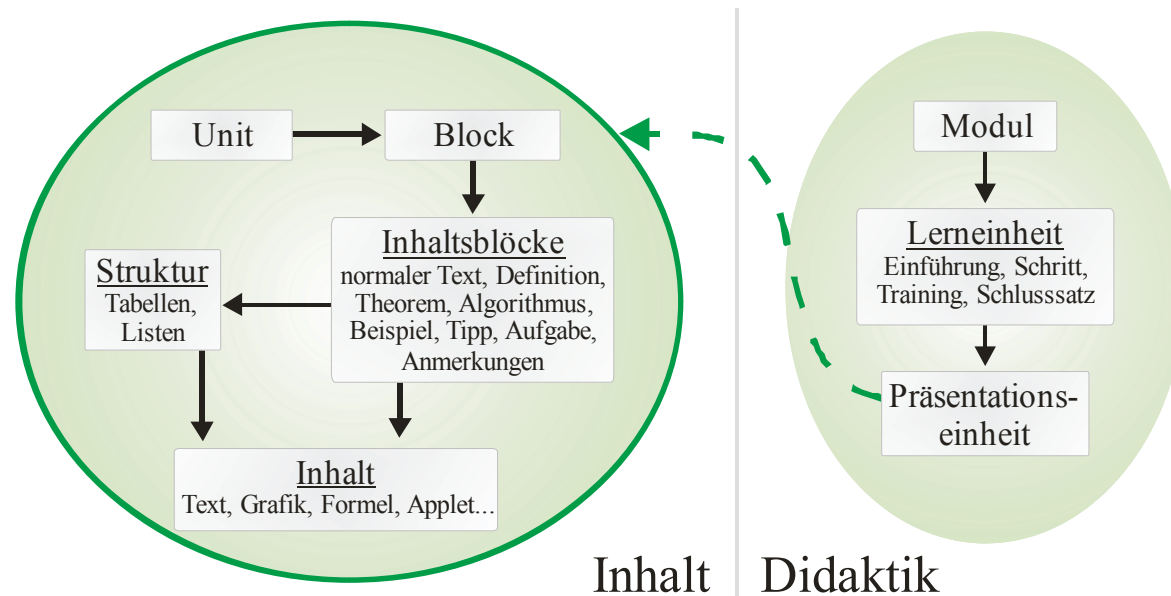 Unit
Block
Inhaltsblöcke
normaler Text, Definition,
Theorem, Algorithmus,
Beispiel, Tipp, Aufgabe,
Anmerkungen
Struktur
Tabellen,
Listen
Inhalt
Text, Grafik, Formel, Applet...
Inhalt
Modul
Lerneinheit
Einführung, Schritt,
Training, Schlusssatz
Präsentations-
einheit
Didaktik